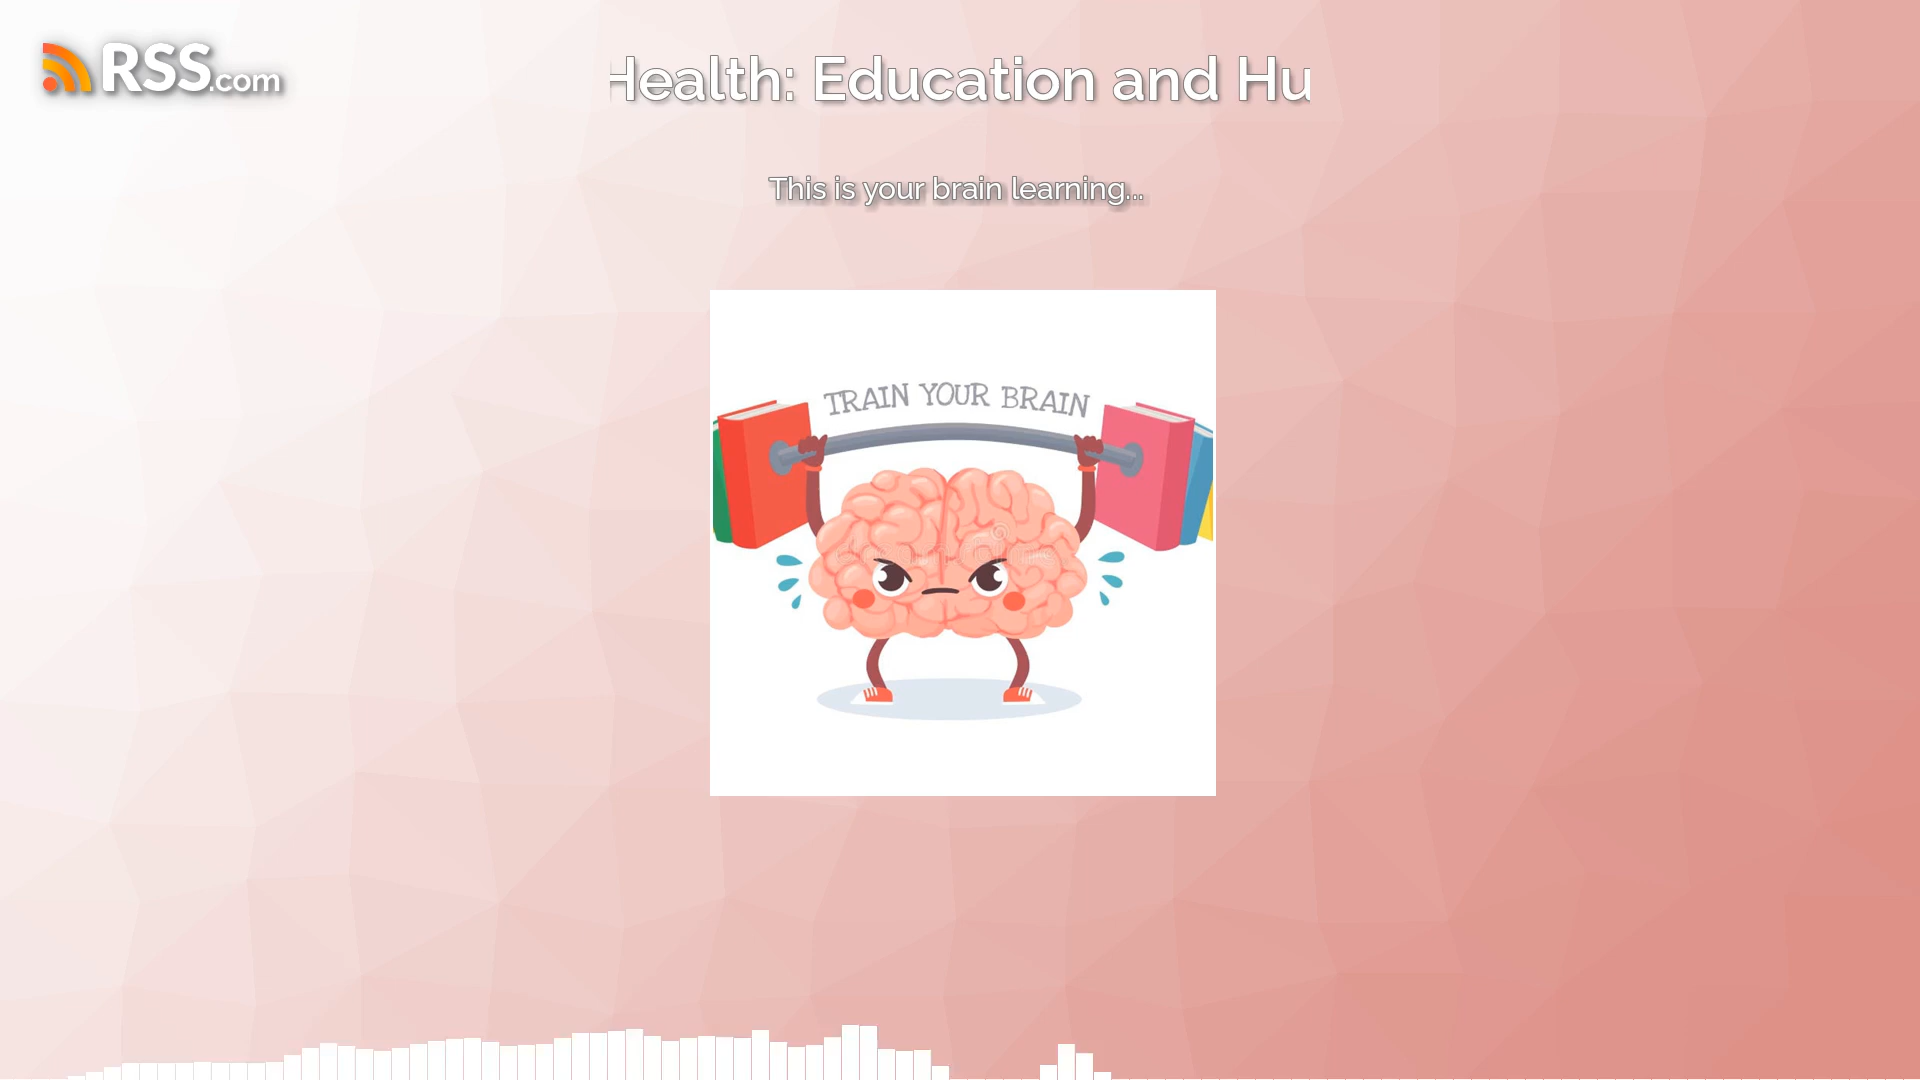 RSS.com
Health: Education and Hu
This is your brain learning...
TRAIN YOUR BRAIN